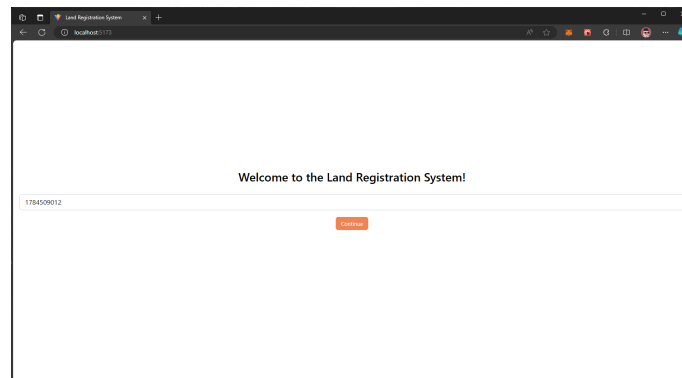 Land Registration System
localhost:5173
Welcome to the Land Registration System!
1784509012
Continue